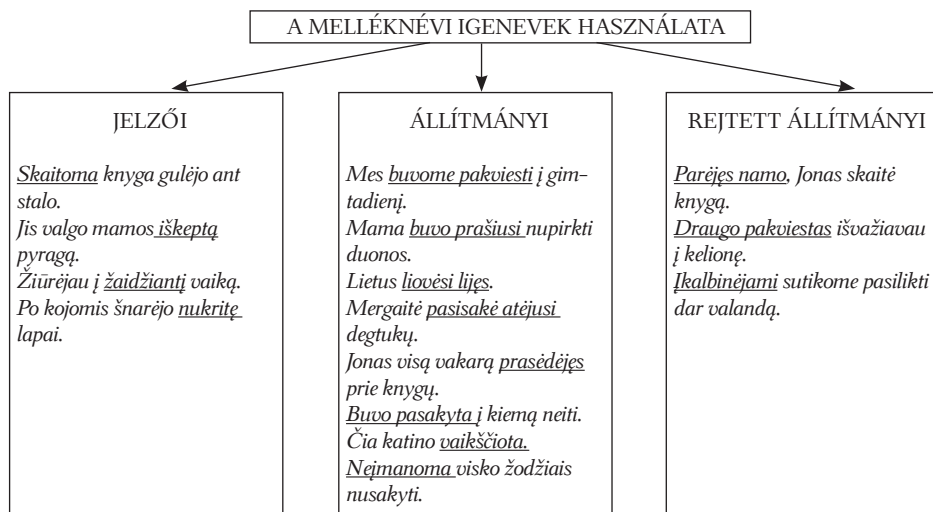 A MELLÉKNÉVI IGENEVEK HASZNÁLATA
JELZŐI
Skaitoma knyga gulėjo ant
stalo.
Jis valgo mamos iškeptą
pyragą.
Žiūrėjau į žaidžiantį vaiką.
Po kojomis šnarėjo nukritę
lapai.
ÁLLÍTMÁNYI
Mes buvome pakviesti į gim-
tadienį.
Mama buvo prašiusi nupirkti
duonos.
Lietus liovėsi lijęs.
Mergaitė pasisakė atėjusi
degtukų.
Jonas visą vakarą prasėdėjęs
prie knygų.
Buvo pasakyta į kiemą neiti.
Čia katino vaikščiota.
Neįmanoma visko žodžiais
nusakyti.
REJTETT ÁLLÍTMÁNYI
Parėjęs namo, Jonas skaitė
knygą.
Draugo pakviestas išvažiavau
į kelionę.
Įkalbinėjami sutikome pasilikti
dar valandą.